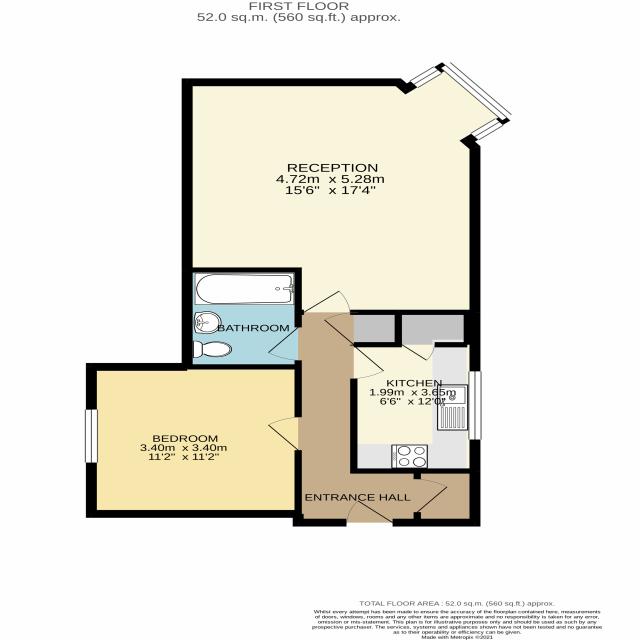 FIRST FLOOR
52.0 sq.m. (560 sq.ft.) approx.
RECEPTION
4.72m x 5.28m
15'6" x 17'4"
BATHROOM
KITCHEN
1.99m x 3.65m
6'6" x 12'0"
BEDROOM
3.40m x 3.40m
11'2" x 11'2"
ENTRANCE HALL
TOTAL FLOOR AREA : 52.0 sq.m. (560 sq.ft.) approx.
Whilst every attempt has been made to ensure the accuracy of the floorplan contained here, measurements
of doors, windows, rooms and any other items are approximate and no responsibility is taken for any error,
omission or mis-statement. This plan is for illustrative purposes only and should be used as such by any
prospective purchaser. The services, systems and appliances shown have not been tested and no guarantee
as to their operability or efficiency can be given.
Made with Metropix ©2021